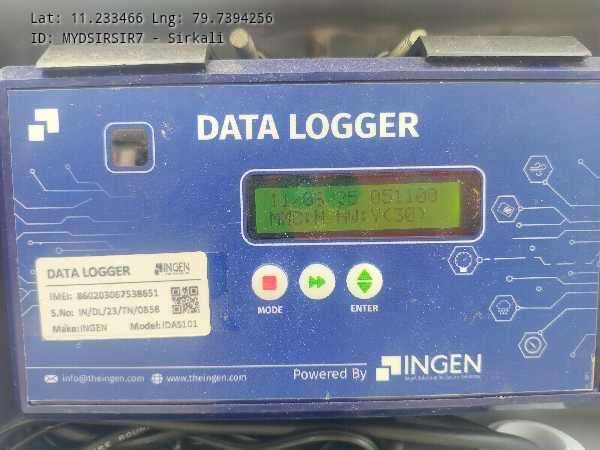 Lat: 11.233466 Lng: 79.7394256
ID: MYDSIRSIR7 - Sirkali
DATA LOGGER
051100
MODE
ENTER
DATA LOGGER
INGEN
IMEI: 860203067538651
S.No: IN/DL/23/TN/0858
Make:INGEN Model:IDAS101
info@theingen.com www.theingen.com
Powered By INGEN